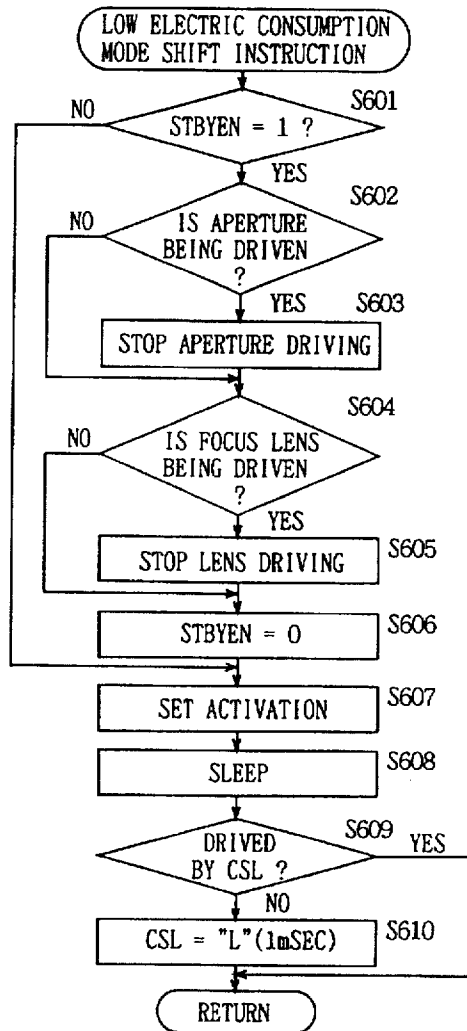 LOW ELECTRIC CONSUMPTION
MODE SHIFT INSTRUCTION
S601
NO
STBYEN = 1 ?
YES
S602
NO
IS APERTURE
BEING DRIVEN
?
YES
S603
STOP APERTURE DRIVING
S604
NO
IS FOCUS LENS
BEING DRIVEN
?
YES
STOP LENS DRIVING
S605
STBYEN = 0
S606
SET ACTIVATION
S607
SLEEP
S608
S609
DRIVED
BY CSL ?
YES
NO
CSL = "L"(1mSEC)
S610
RETURN